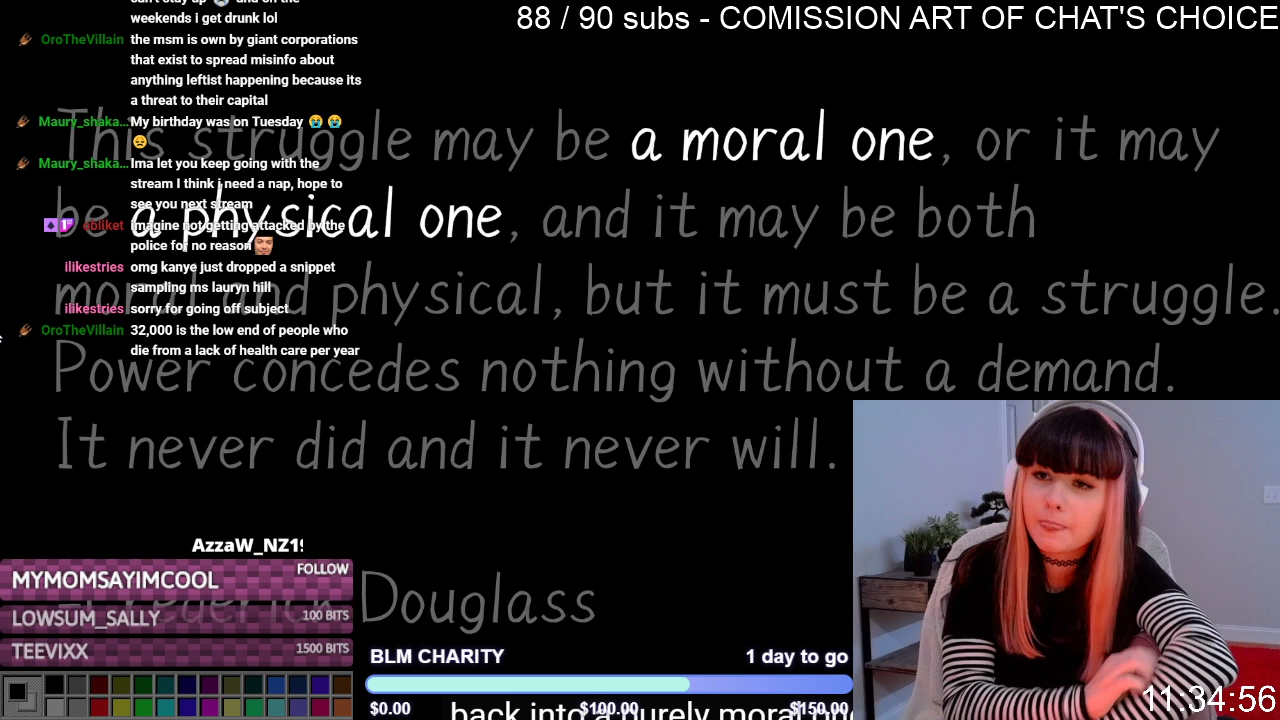 88 / 90 subs - COMISSION ART OF CHAT'S CHOICE
weekends i get drunk lol
OroTheVillain the msm is own by giant corporations
that exist to spread misinfo about
anything leftist happening because its
a threat to their capital
Maury_shaka... My birthday was on Tuesday 😭 😭
😣
Maury_shaka... Ima let you keep going with the
stream I think i need a nap, hope to
see you next stream
obliket imagine not getting attacked by the
police for no reason
ilikestries omg kanye just dropped a snippet
sampling ms lauryn hill
ilikestries sorry for going off subject
OroTheVillain 32,000 is the low end of people who
die from a lack of health care per year
This struggle may be a moral one, or it may
be a physical one, and it may be both
moral and physical, but it must be a struggle.
Power concedes nothing without a demand.
It never did and it never will.
Frederick Douglass
AzzaW_NZ19
MYMOMSAYIMCOOL FOLLOW
LOWSUM_SALLY 100 BITS
TEEVIXX 1500 BITS
BLM CHARITY 1 day to go
$0.00 $100.00 $150.00
back into a purely moral
11:34:56